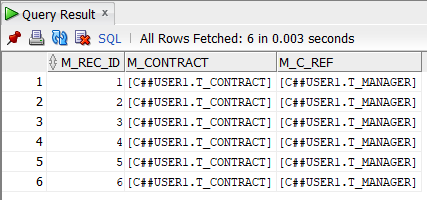 Query Result ×
SQL | All Rows Fetched: 6 in 0.003 seconds
M_REC_ID M_CONTRACT M_C_REF
1 1 [C##USER1.T_CONTRACT] [C##USER1.T_MANAGER]
2 2 [C##USER1.T_CONTRACT] [C##USER1.T_MANAGER]
3 3 [C##USER1.T_CONTRACT] [C##USER1.T_MANAGER]
4 4 [C##USER1.T_CONTRACT] [C##USER1.T_MANAGER]
5 5 [C##USER1.T_CONTRACT] [C##USER1.T_MANAGER]
6 6 [C##USER1.T_CONTRACT] [C##USER1.T_MANAGER]